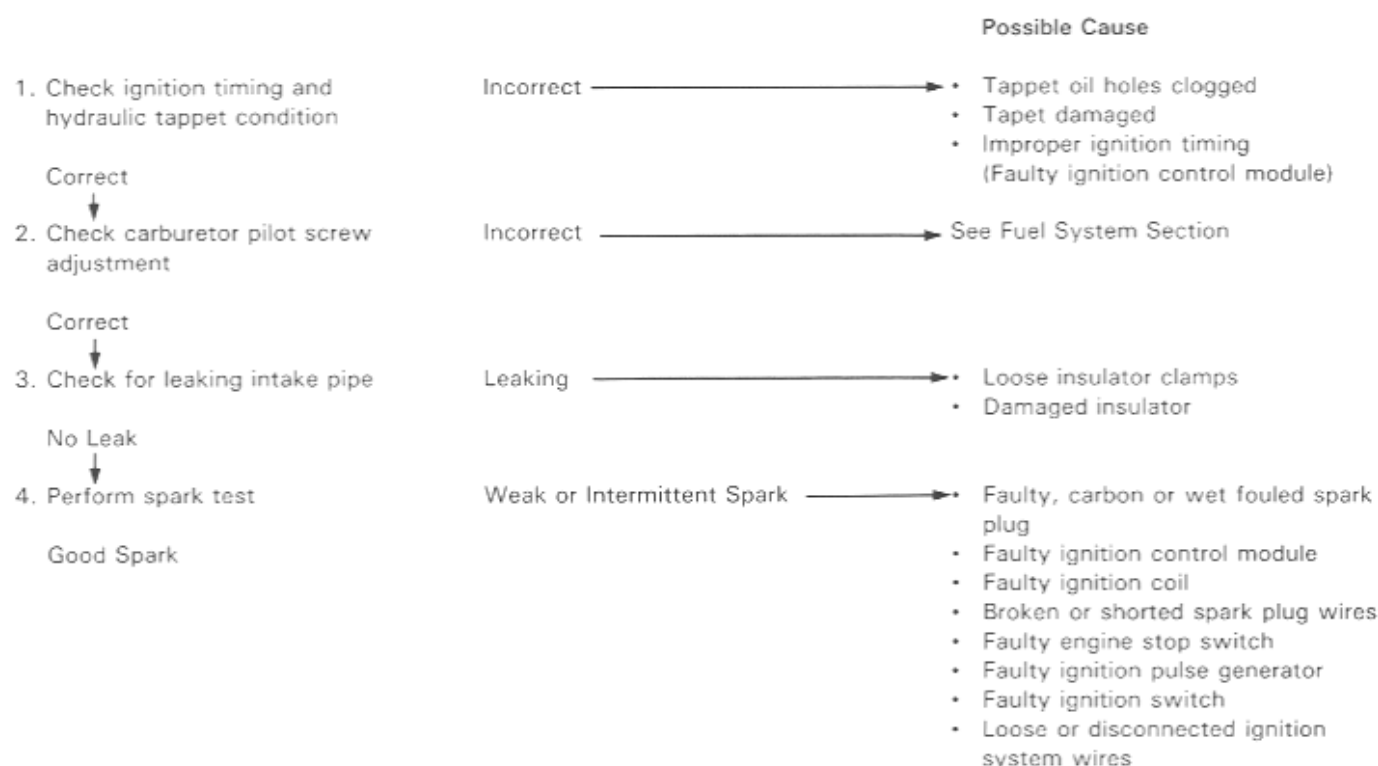 Possible Cause
1. Check ignition timing and
hydraulic tappet condition
Incorrect
• Tappet oil holes clogged
• Tapet damaged
• Improper ignition timing
(Faulty ignition control module)
Correct
2. Check carburetor pilot screw
adjustment
Incorrect
See Fuel System Section
Correct
3. Check for leaking intake pipe
Leaking
• Loose insulator clamps
• Damaged insulator
No Leak
4. Perform spark test
Weak or Intermittent Spark
• Faulty, carbon or wet fouled spark
plug
• Faulty ignition control module
• Faulty ignition coil
• Broken or shorted spark plug wires
• Faulty engine stop switch
• Faulty ignition pulse generator
• Faulty ignition switch
• Loose or disconnected ignition
system wires
Good Spark